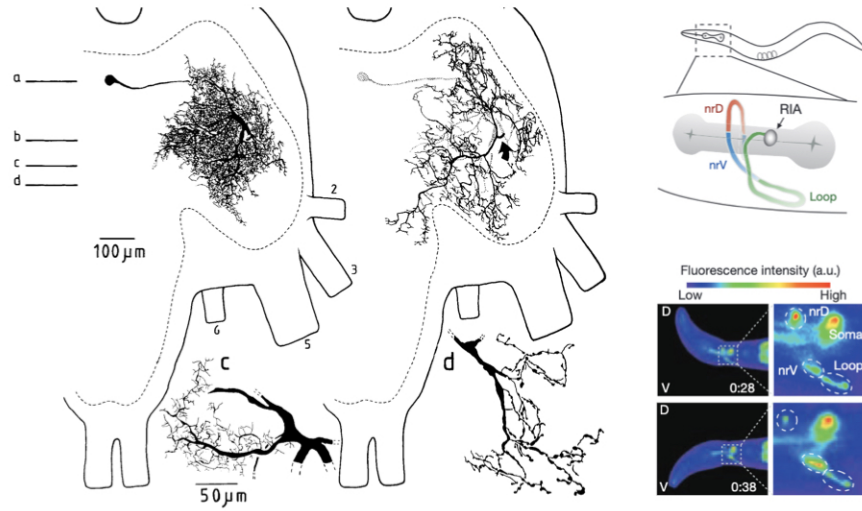 a
b
c
d
100 μm
2
3
5
6
c
50 μm
d
nrD
RIA
nrV
Loop
Fluorescence intensity (a.u.)
Low
High
D
V
0:28
nrD
Soma
nrV
Loop
D
V
0:38